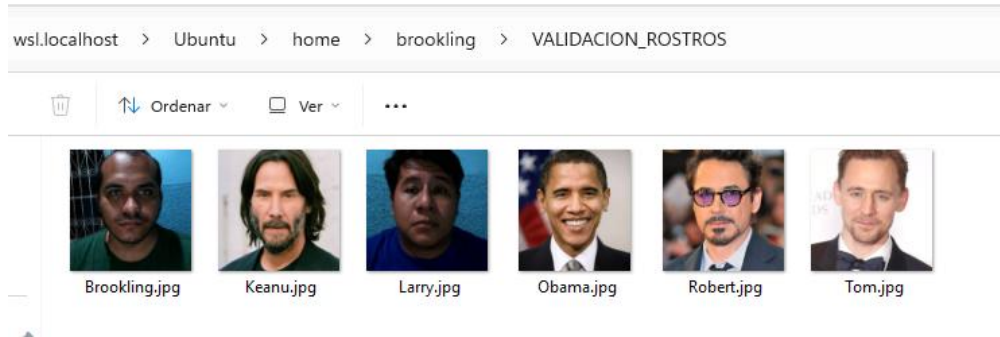 wsl.localhost > Ubuntu > home > brookling > VALIDACION_ROSTROS
Ordenar Ver ...
Brookling.jpg Keanu.jpg Larry.jpg Obama.jpg Robert.jpg Tom.jpg